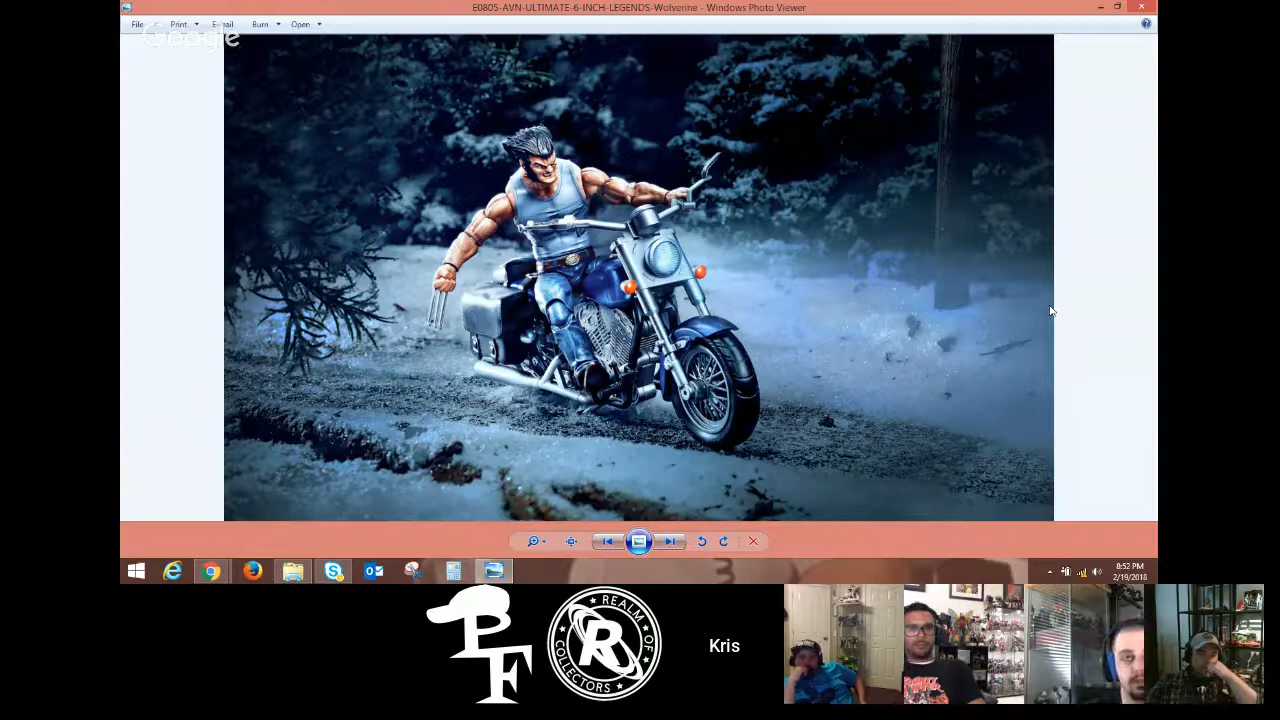 E0805-AVN-ULTIMATE-6-INCH-LEGENDS-Wolverine - Windows Photo Viewer
File Print E-mail Burn Open
Google
8:52 PM
2/19/2018
PF
REALM OF
R
COLLECTORS
Kris